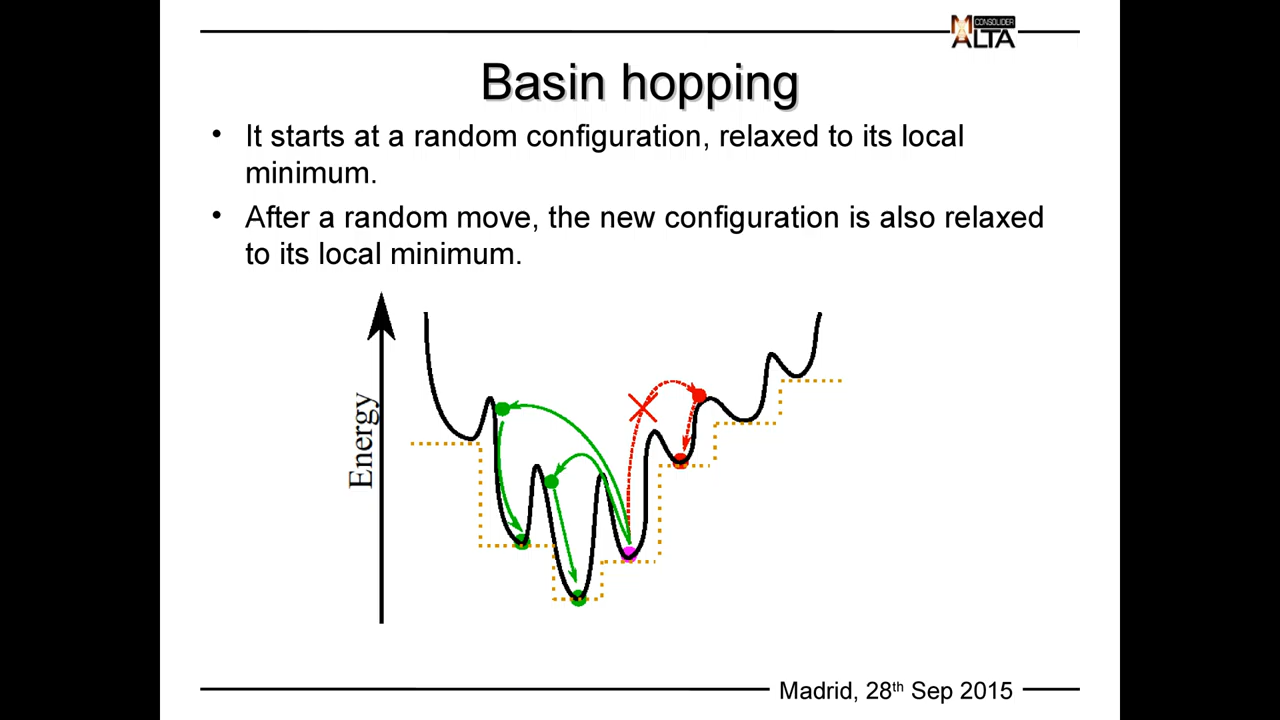 CONSOLIDER
MALTA
Basin hopping
• It starts at a random configuration, relaxed to its local
minimum.
• After a random move, the new configuration is also relaxed
to its local minimum.
Energy
Madrid, 28th Sep 2015